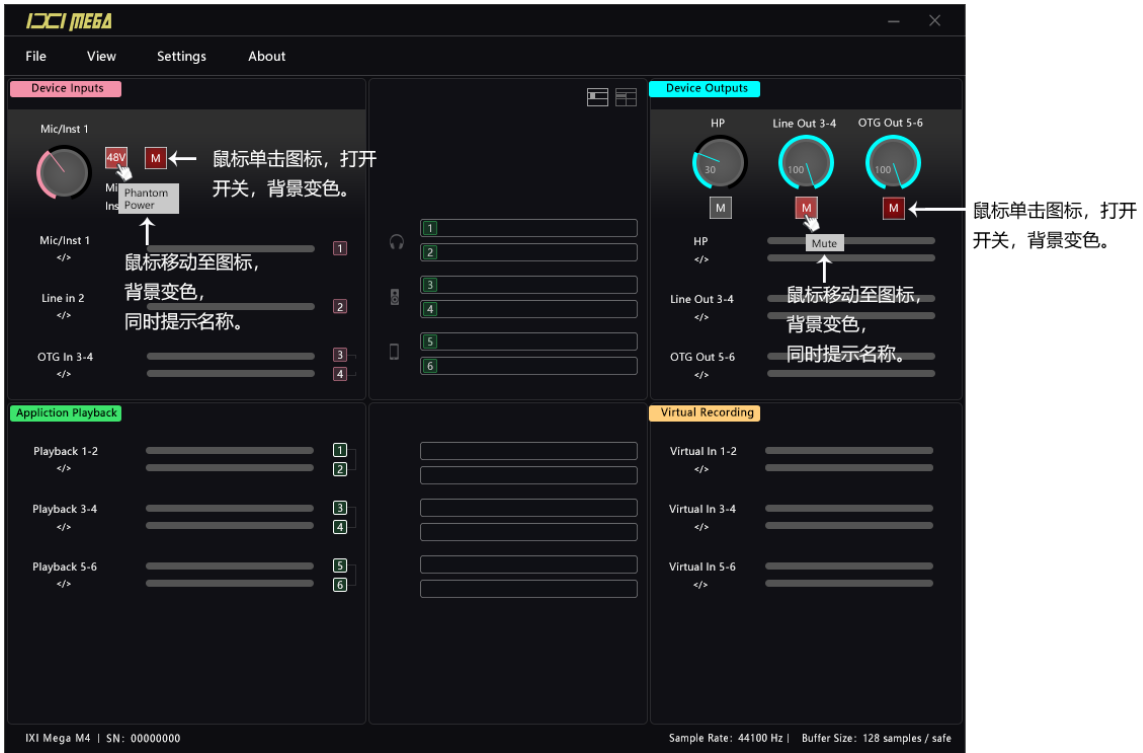 IXI MEGA
File View Settings About
Device Inputs
Mic/Inst 1
48V M
鼠标单击图标，打开
开关，背景变色。
Mi
Ins
Phantom
Power
Mic/Inst 1
</>
1
鼠标移动至图标，
背景变色，
同时提示名称。
Line in 2
</>
2
OTG In 3-4
</>
3
4
1
2
3
4
5
6
Device Outputs
HP Line Out 3-4 OTG Out 5-6
30 100 100
M M M
鼠标单击图标，打开
开关，背景变色。
Mute
HP
</>
鼠标移动至图标，
背景变色，
同时提示名称。
Line Out 3-4
</>
OTG Out 5-6
</>
Appliction Playback
Playback 1-2
</>
1
2
Playback 3-4
</>
3
4
Playback 5-6
</>
5
6
Virtual Recording
Virtual In 1-2
</>
Virtual In 3-4
</>
Virtual In 5-6
</>
IXI Mega M4 | SN: 00000000
Sample Rate: 44100 Hz | Buffer Size: 128 samples / safe